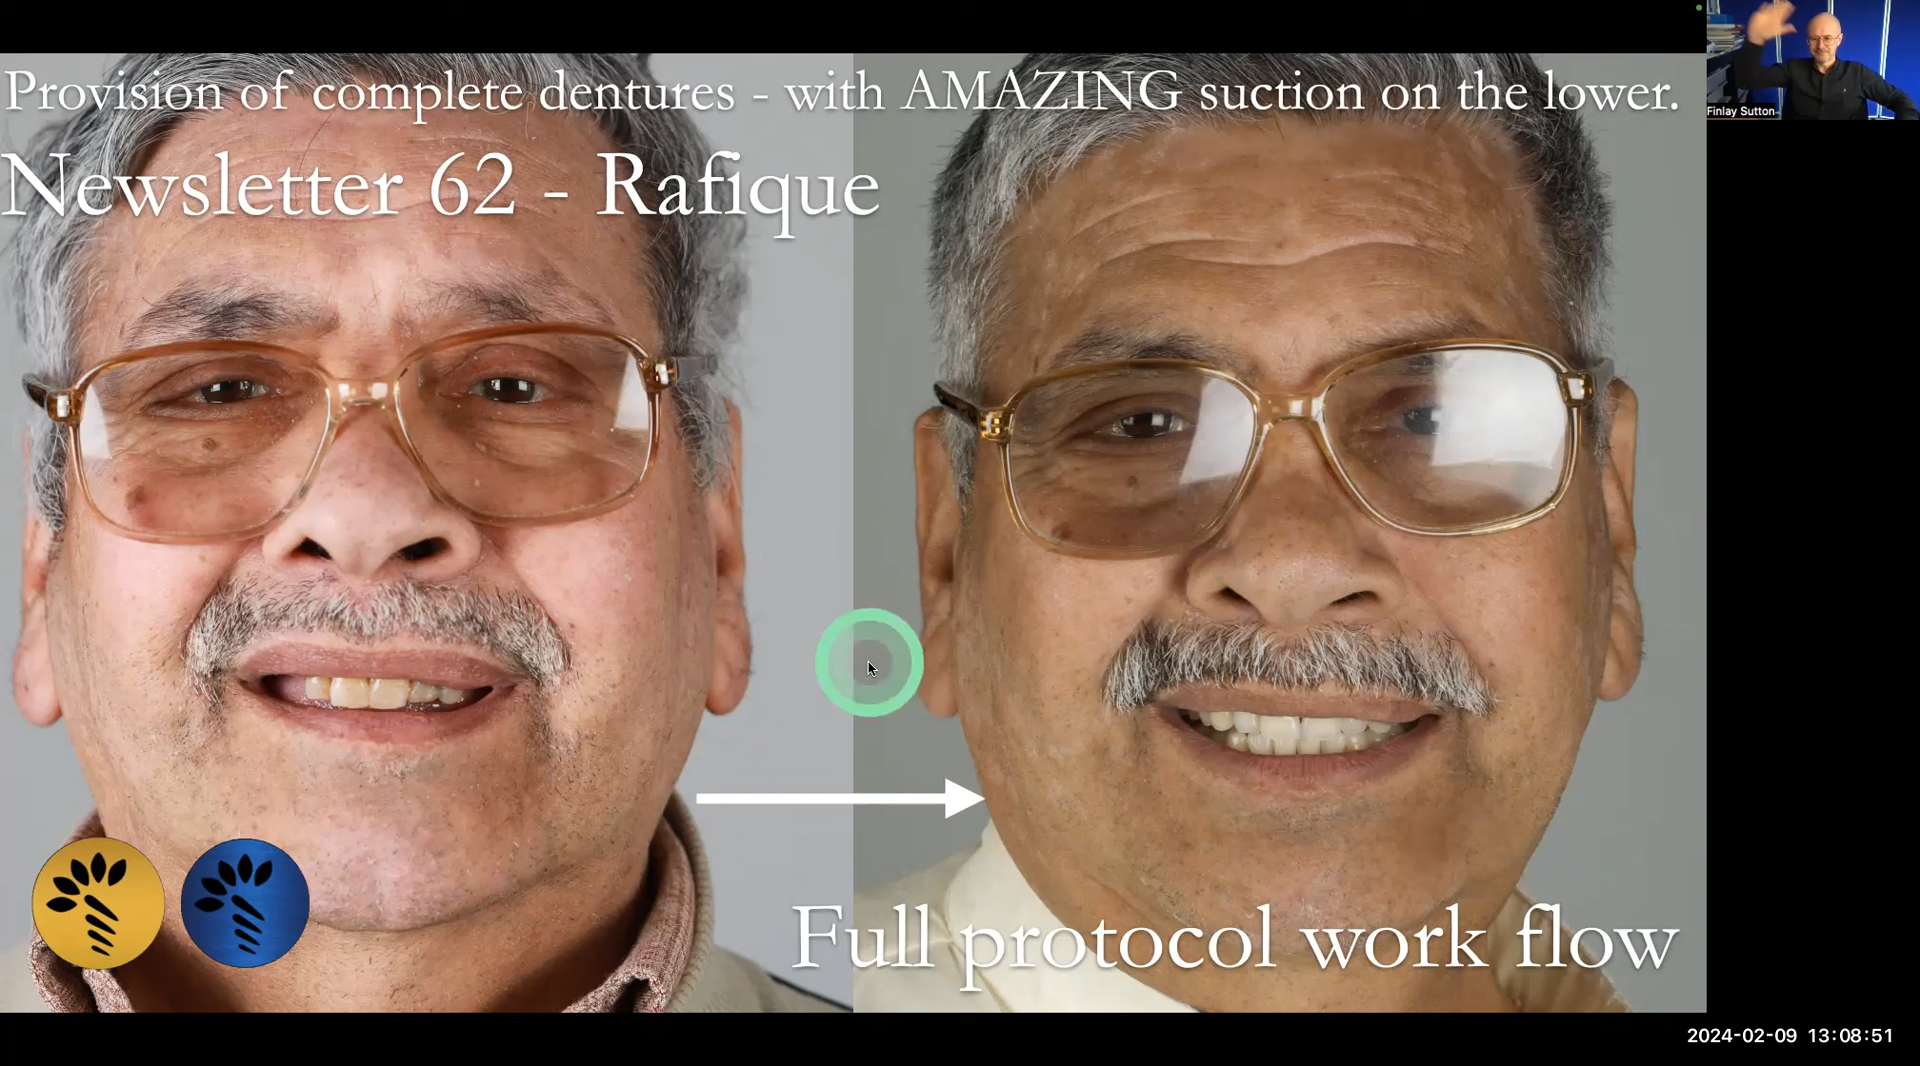 Provision of complete dentures - with AMAZING suction on the lower.
Newsletter 62 - Rafique
Finlay Sutton
Full protocol work flow
2024-02-09 13:08:51